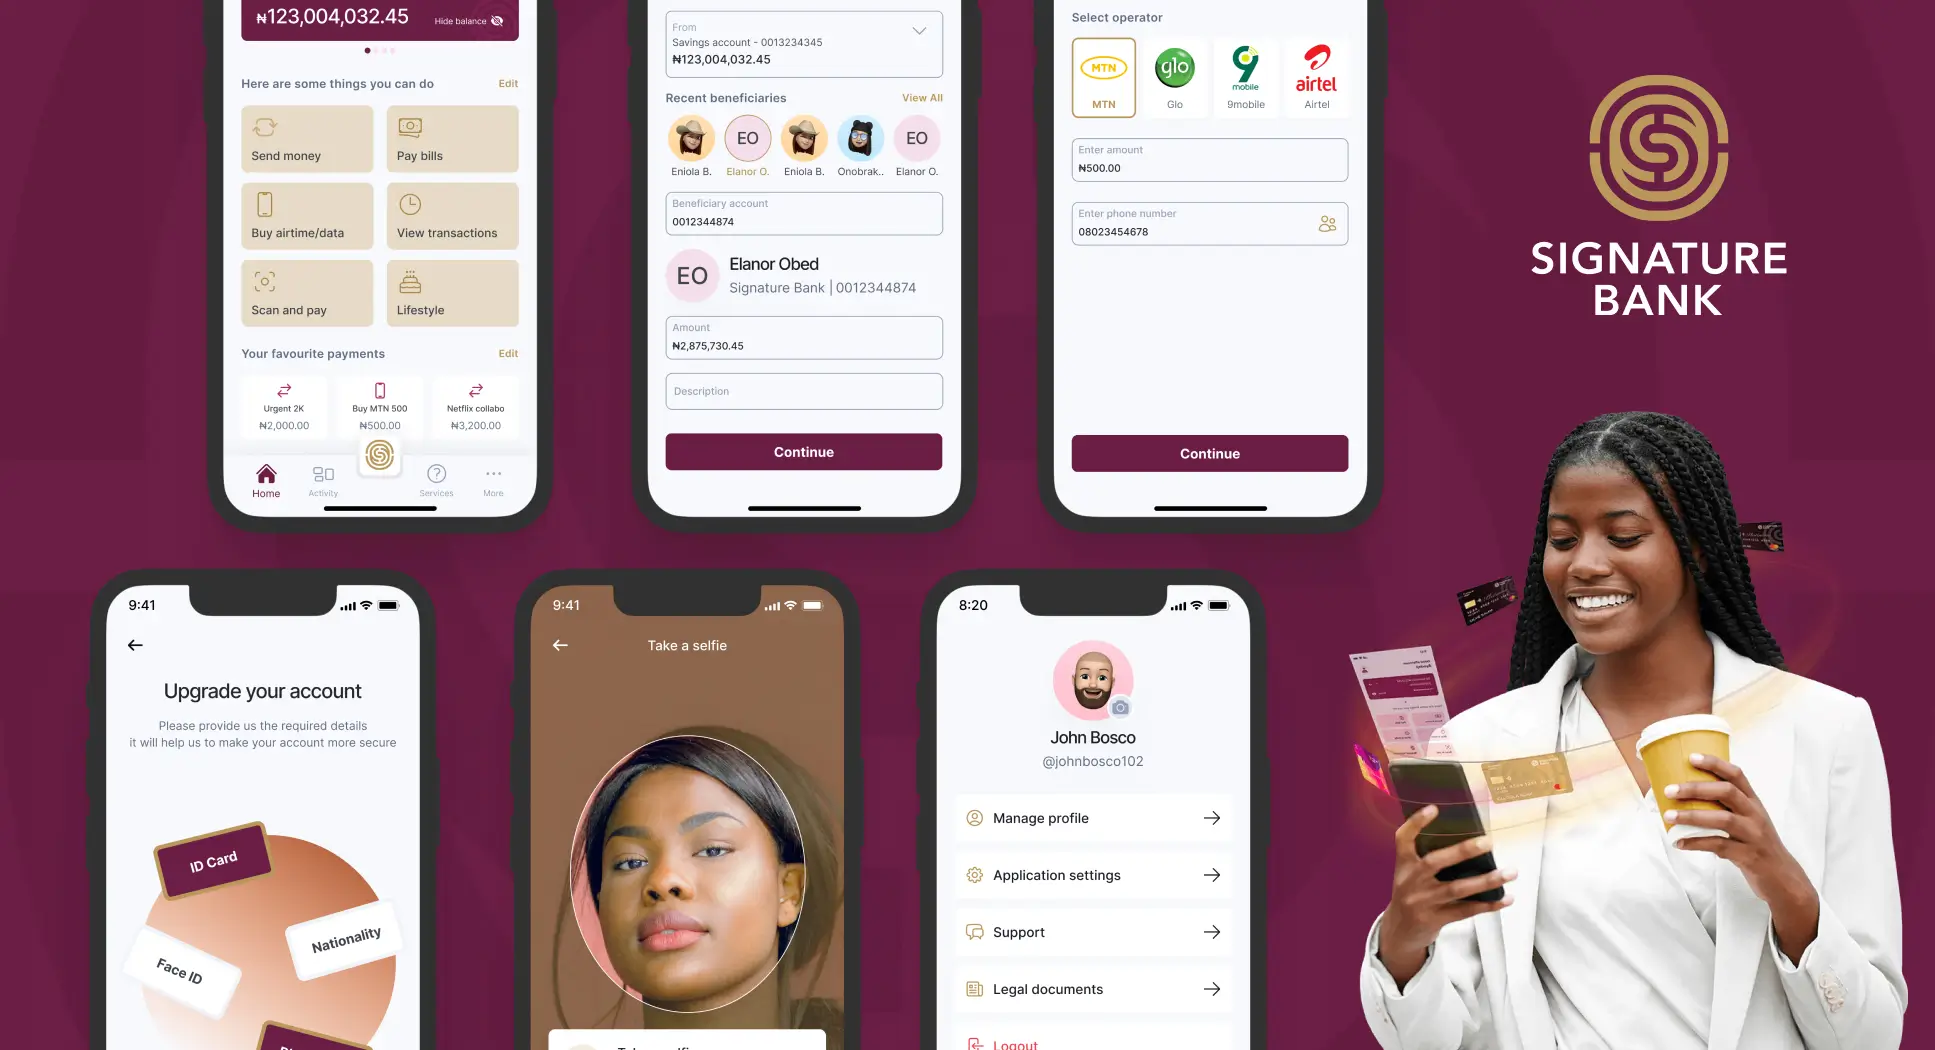 ₦123,004,032.45
Hide balance
Here are some things you can do
Edit
Send money
Pay bills
Buy airtime/data
View transactions
Scan and pay
Lifestyle
Your favourite payments
Edit
Urgent 2K
₦2,000.00
Buy MTN 500
₦500.00
Netflix collabo
₦3,200.00
Home
Activity
Services
More
From
Savings account - 0013234345
₦123,004,032.45
Recent beneficiaries
View All
EO
EO
Eniola B.
Elanor O.
Eniola B.
Onobrak..
Elanor O.
Beneficiary account
0012344874
EO
Elanor Obed
Signature Bank | 0012344874
Amount
₦2,875,730.45
Description
Continue
Select operator
MTN
glo
9
mobile
airtel
MTN
Glo
9mobile
Airtel
Enter amount
₦500.00
Enter phone number
08023454678
Continue
SIGNATURE
BANK
9:41
Upgrade your account
Please provide us the required details
it will help us to make your account more secure
ID Card
Nationality
Face ID
9:41
Take a selfie
8:20
John Bosco
@johnbosco102
Manage profile
Application settings
Support
Legal documents
Logout